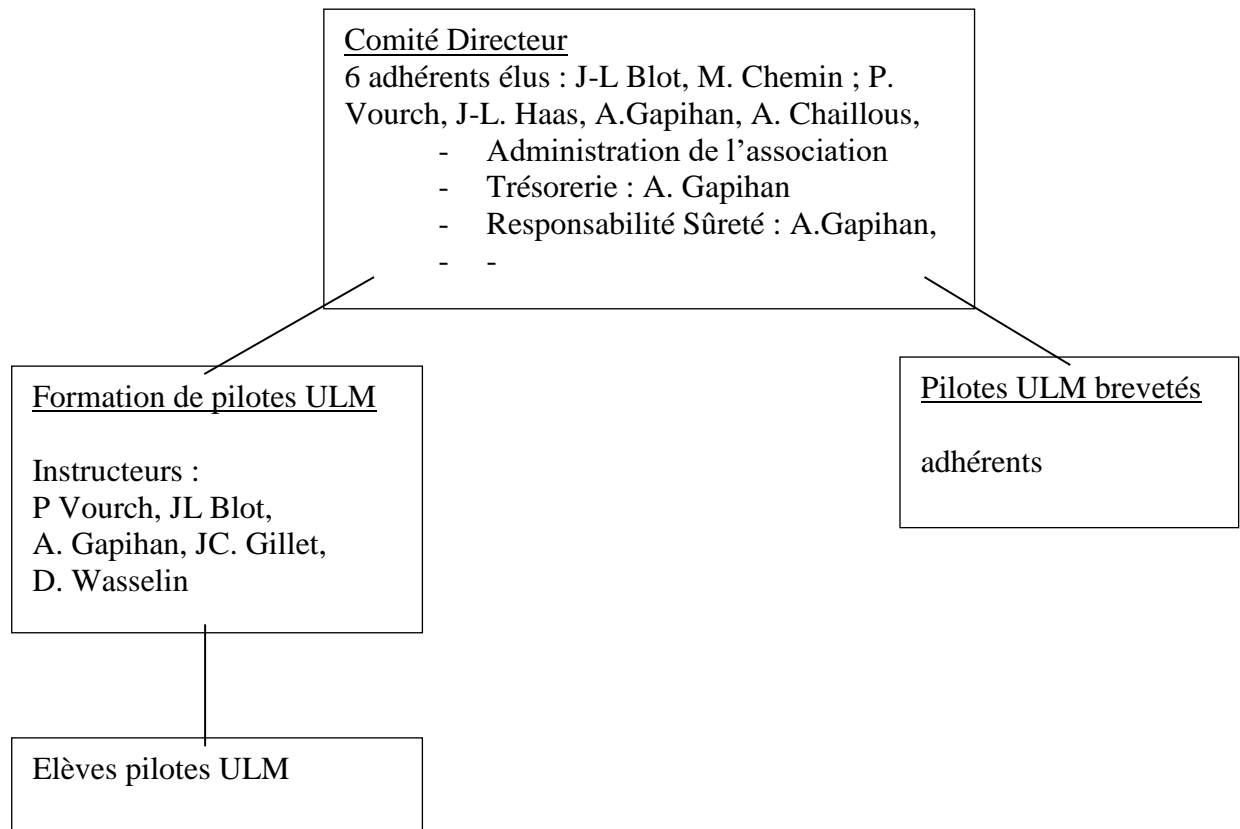 Comité Directeur
6 adhérents élus : J-L Blot, M. Chemin ; P.
Vourch, J-L. Haas, A.Gapihan, A. Chaillous,
- Administration de l’association
- Trésorerie : A. Gapihan
- Responsabilité Sûreté : A.Gapihan,
- -
Formation de pilotes ULM
Instructeurs :
P Vourch, JL Blot,
A. Gapihan, JC. Gillet,
D. Wasselin
Pilotes ULM brevetés
adhérents
Elèves pilotes ULM